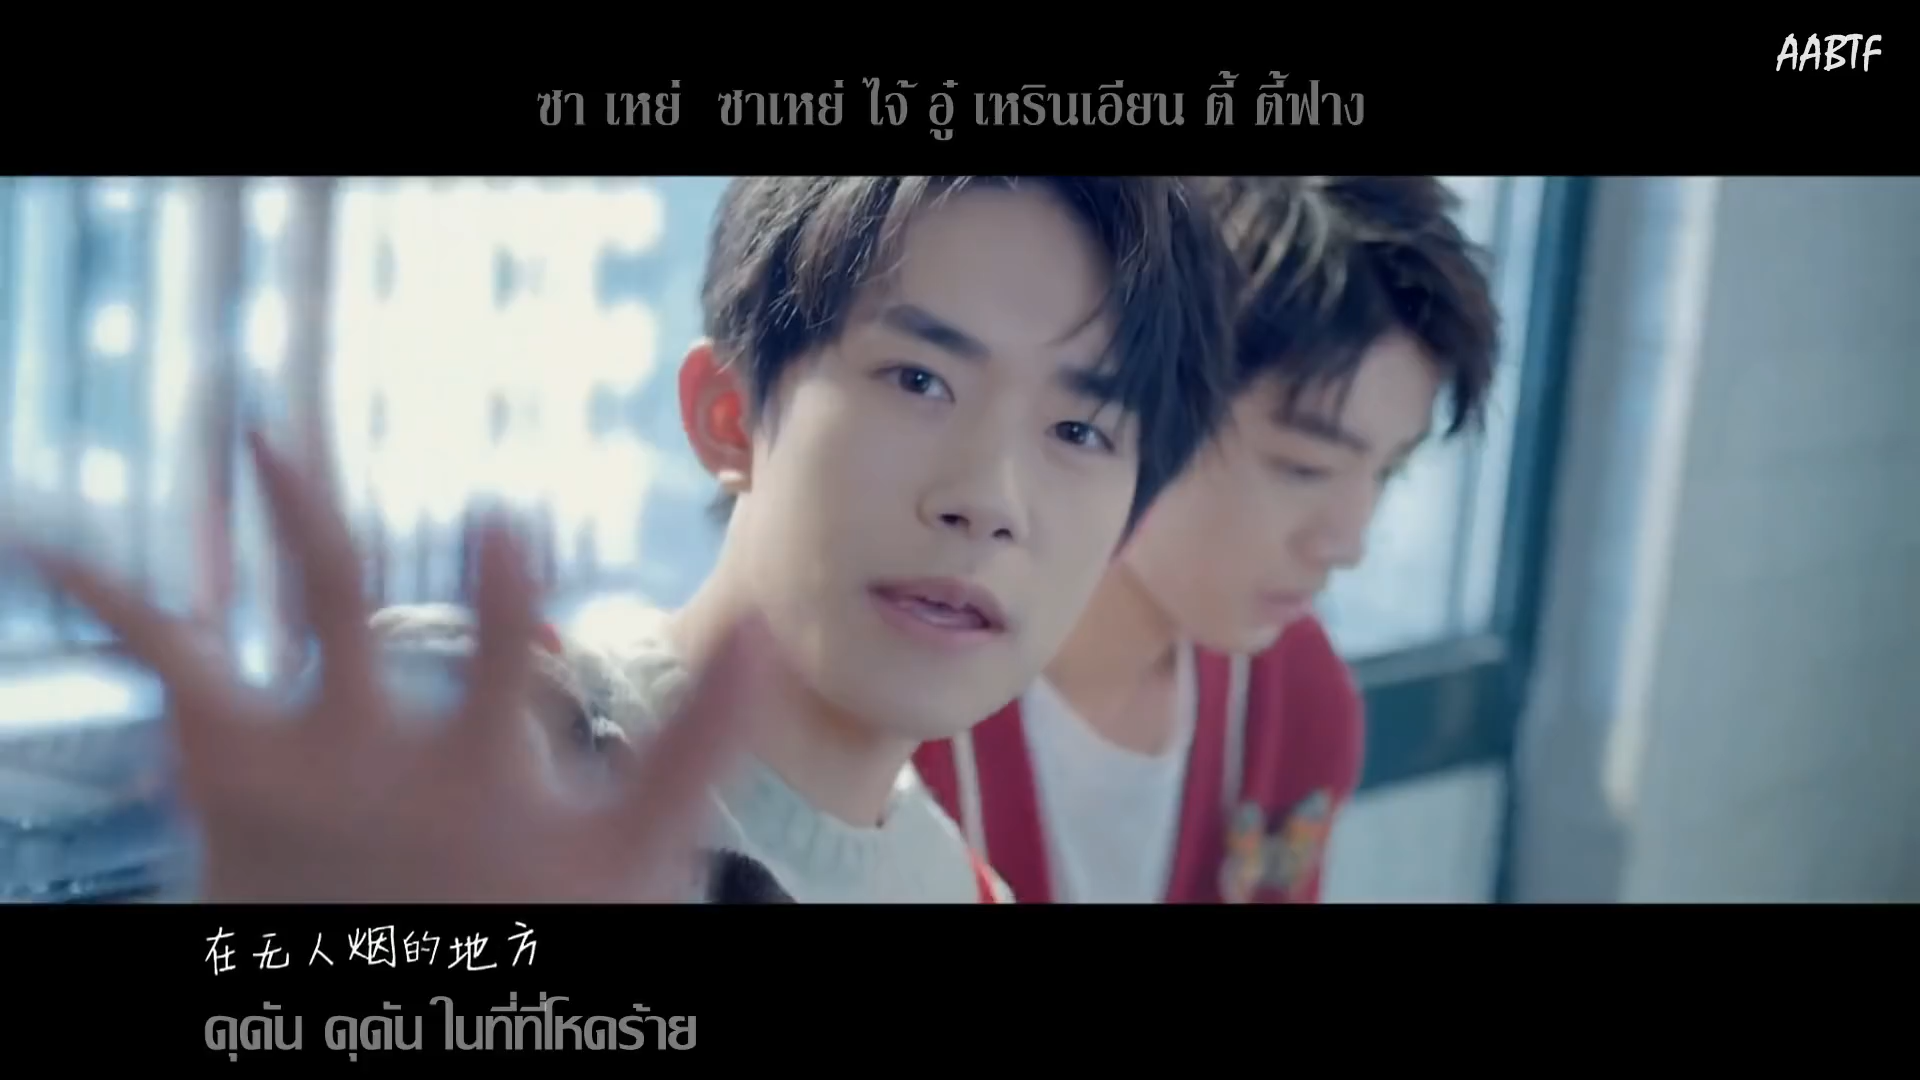 AABTF
ซา เหย่ ซาเหย่ ไจ้ อู๋ เหรินเอียน ตี้ ตี้ฟาง
在无人烟的地方
ดุดัน ดุดัน ในที่ที่โหดร้าย